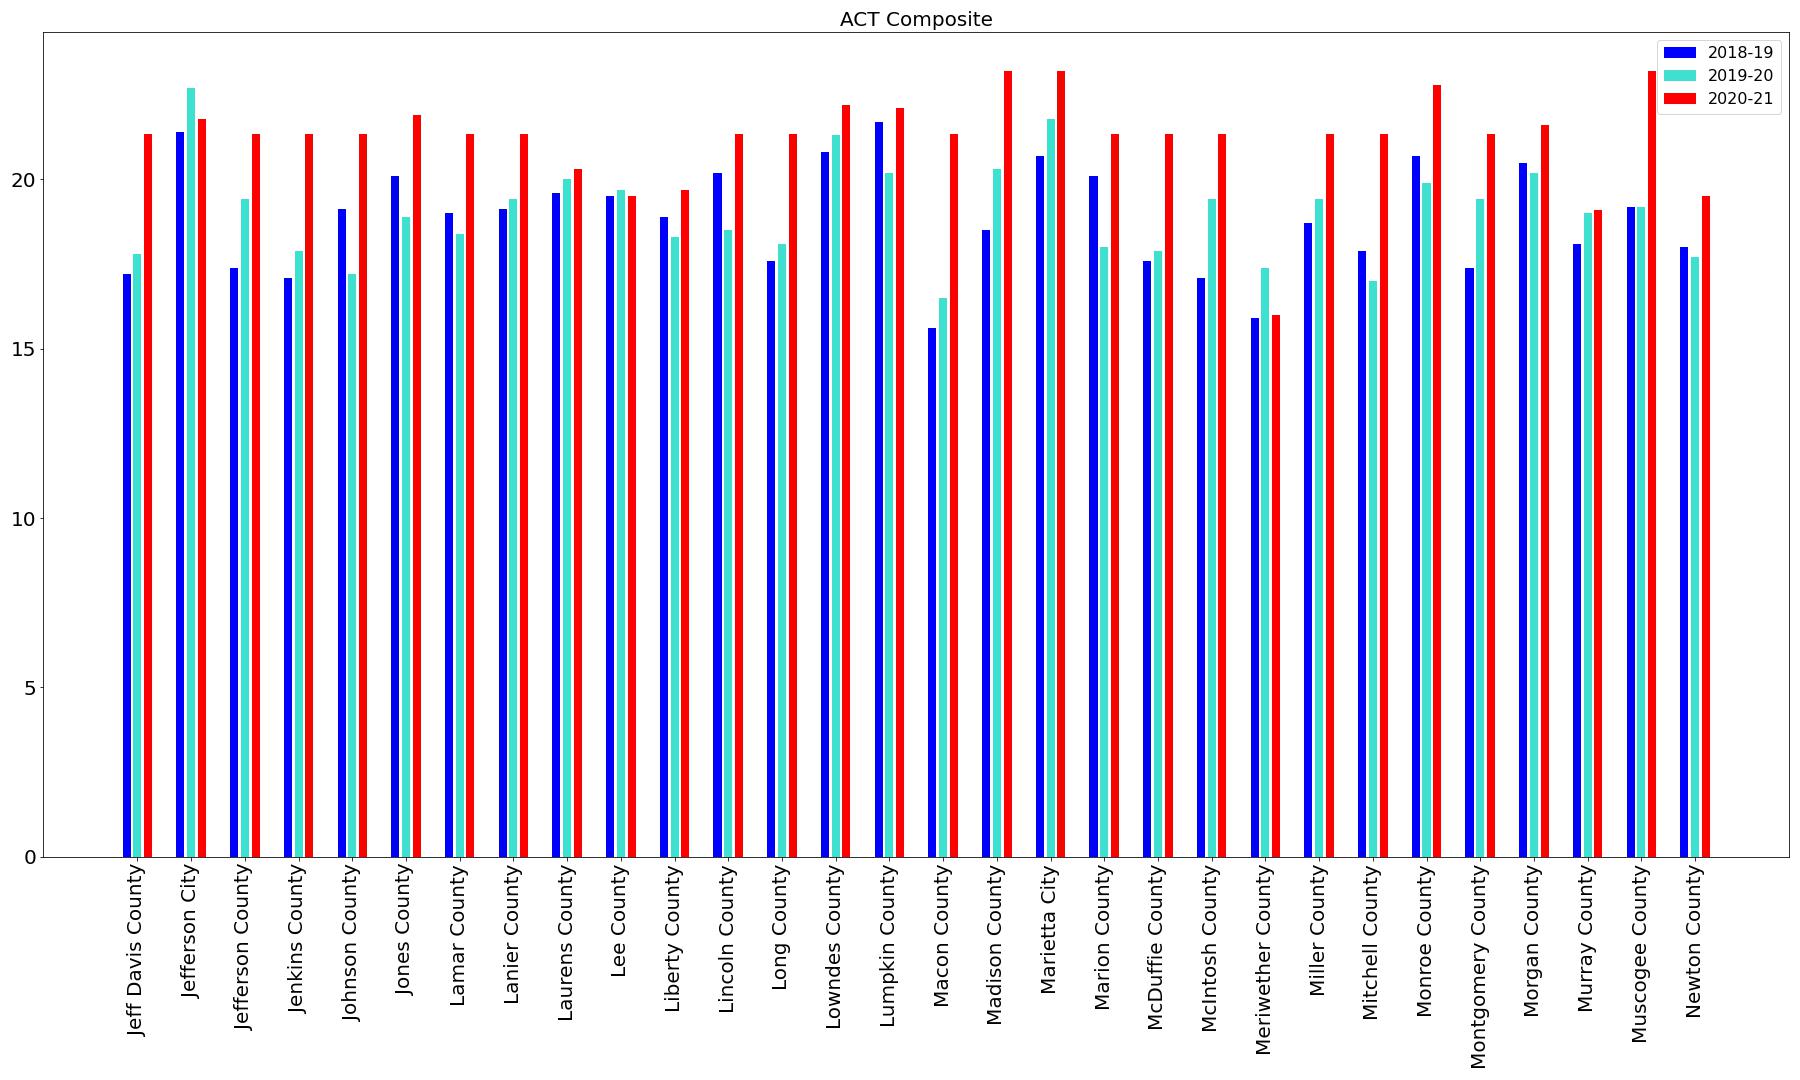 ACT Composite
2018-19
2019-20
2020-21
20
15
10
5
0
Jeff Davis County
Jefferson City
Jefferson County
Jenkins County
Johnson County
Jones County
Lamar County
Lanier County
Laurens County
Lee County
Liberty County
Lincoln County
Long County
Lowndes County
Lumpkin County
Macon County
Madison County
Marietta City
Marion County
McDuffie County
McIntosh County
Meriwether County
Miller County
Mitchell County
Monroe County
Montgomery County
Morgan County
Murray County
Muscogee County
Newton County